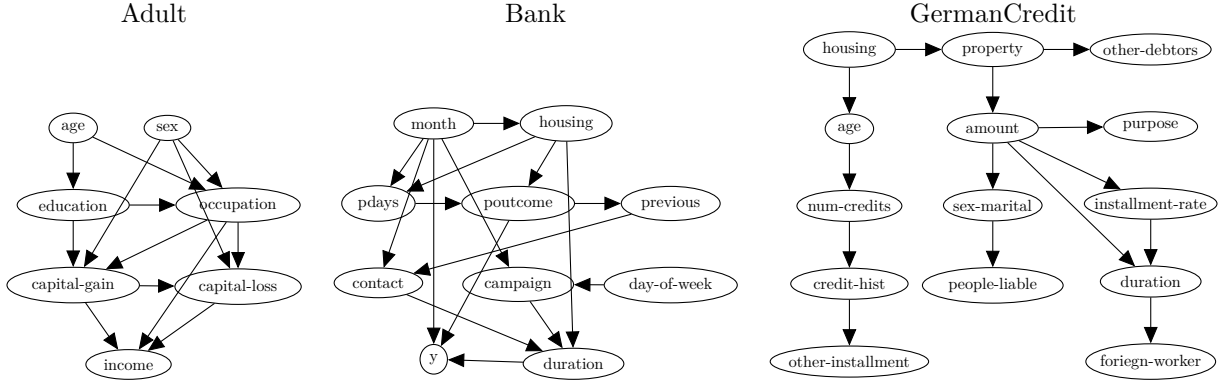 Adult Bank GermanCredit
housing property other-debtors
age sex month housing age amount purpose
education occupation pdays poutcome previous num-credits sex-marital installment-rate
capital-gain capital-loss contact campaign day-of-week credit-hist people-liable duration
income y duration other-installment foriegn-worker